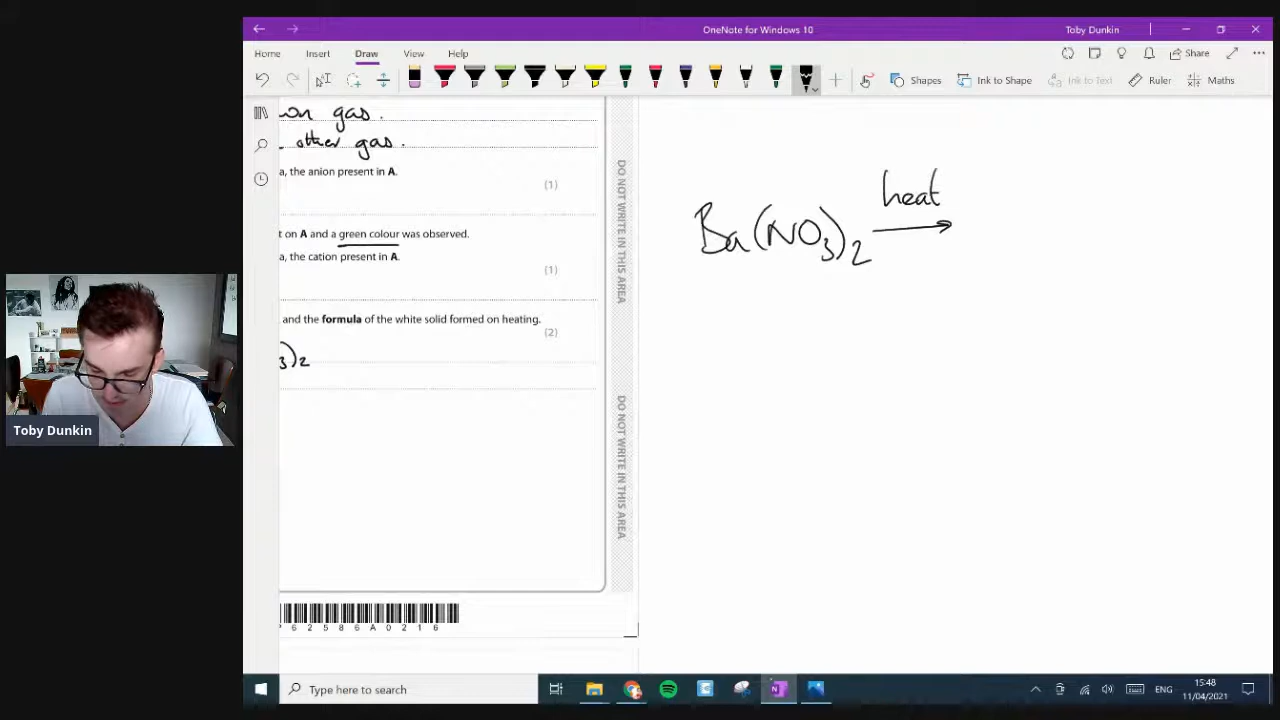 OneNote for Windows 10
Toby Dunkin
Home Insert Draw View Help
Share
Shapes Ink to Shape Ink to Text Ruler Maths
gas.
other gas.
a, the anion present in A.
(1)
t on A and a green colour was observed.
a, the cation present in A.
(1)
and the formula of the white solid formed on heating.
(2)
3)2
DO NOT WRITE IN THIS AREA
DO NOT WRITE IN THIS AREA
Ba(NO3)2 heat →
62586A0216
Toby Dunkin
Type here to search
ENG
15:48
11/04/2021